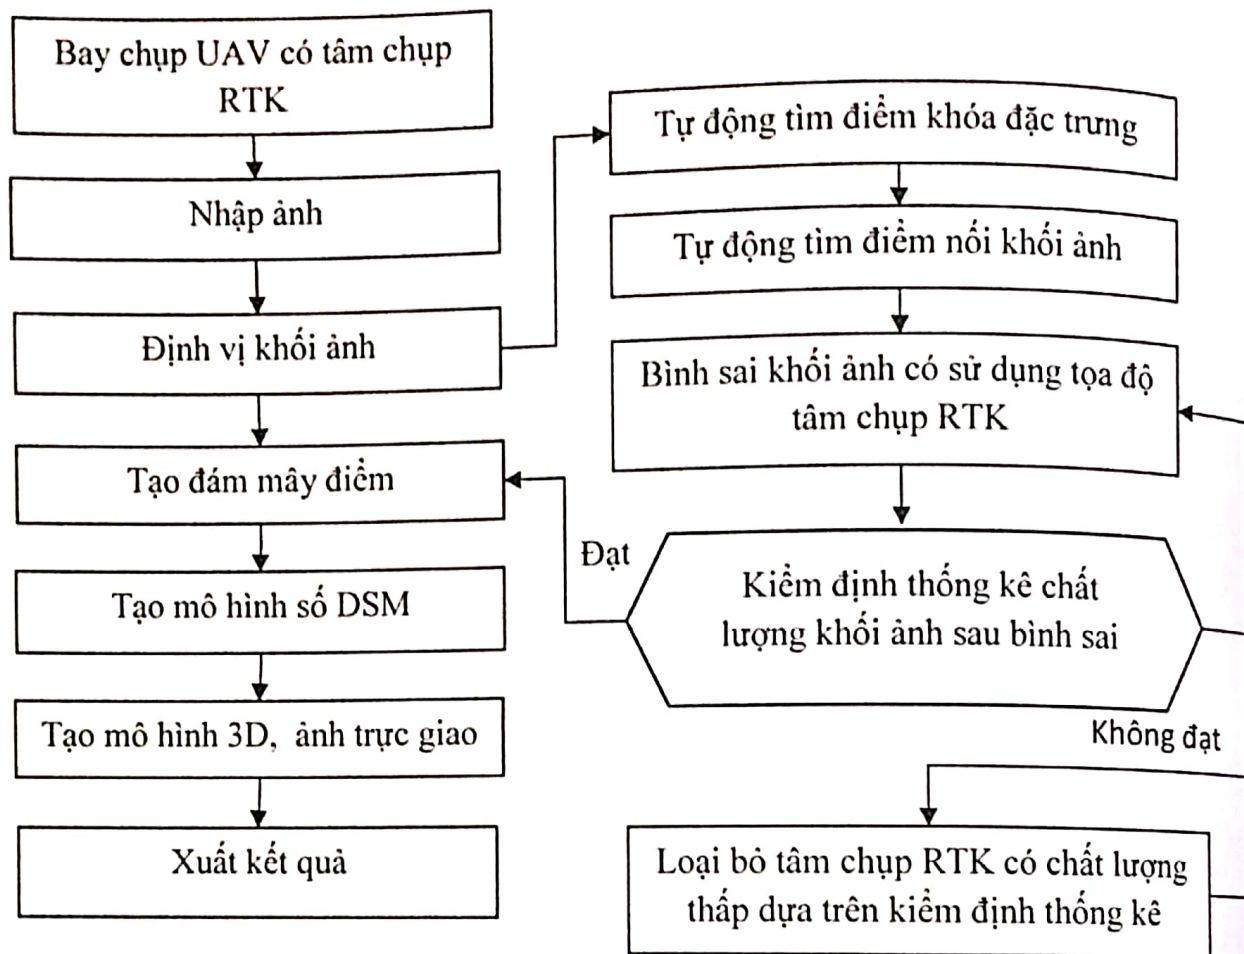 Bay chụp UAV có tâm chụp
RTK
Nhập ảnh
Định vị khối ảnh
Tạo đám mây điểm
Tạo mô hình số DSM
Tạo mô hình 3D, ảnh trực giao
Xuất kết quả
Tự động tìm điểm khóa đặc trưng
Tự động tìm điểm nối khối ảnh
Bình sai khối ảnh có sử dụng tọa độ
tâm chụp RTK
Đạt
Kiểm định thống kê chất
lượng khối ảnh sau bình sai
Không đạt
Loại bỏ tâm chụp RTK có chất lượng
thấp dựa trên kiểm định thống kê